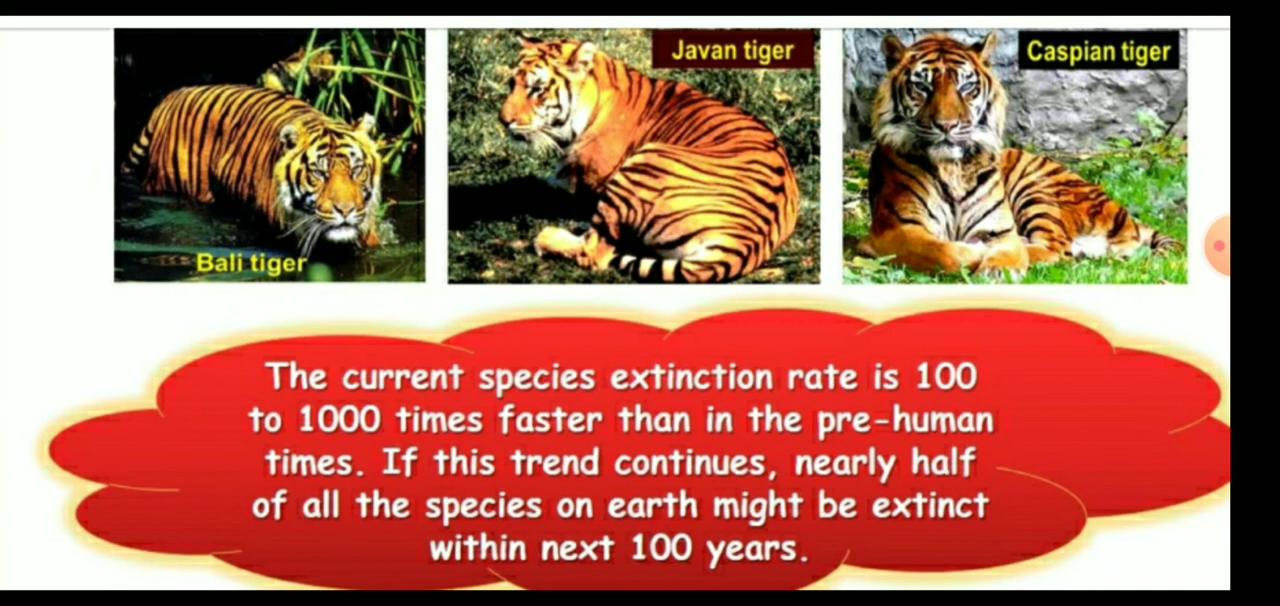 Bali tiger
Javan tiger
Caspian tiger
The current species extinction rate is 100
to 1000 times faster than in the pre-human
times. If this trend continues, nearly half
of all the species on earth might be extinct
within next 100 years.